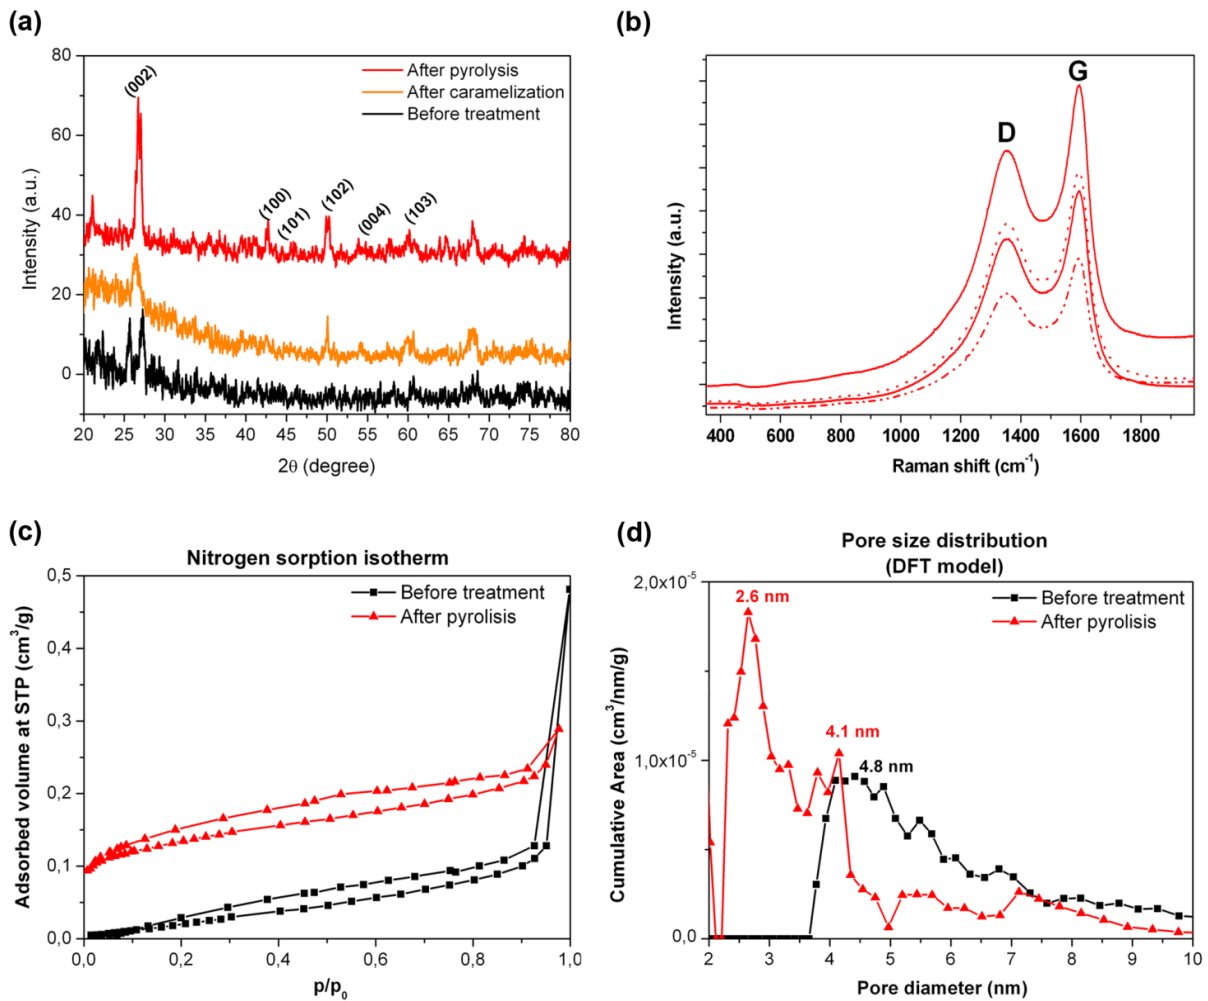 (a)
80
60
40
20
0
Intensity (a.u.)
(002)
(100)
(101)
(102)
(004)
(103)
After pyrolysis
After caramelization
Before treatment
20 25 30 35 40 45 50 55 60 65 70 75 80
2θ (degree)
(b)
D
G
Intensity (a.u.)
400 600 800 1000 1200 1400 1600 1800
Raman shift (cm⁻¹)
(c)
Nitrogen sorption isotherm
0,5
0,4
0,3
0,2
0,1
0,0
Adsorbed volume at STP (cm³/g)
Before treatment
After pyrolisis
0,0 0,2 0,4 0,6 0,8 1,0
p/p₀
(d)
Pore size distribution
(DFT model)
2,0x10⁻⁵
1,0x10⁻⁵
0,0
Cumulative Area (cm³/nm/g)
2.6 nm
4.1 nm
4.8 nm
Before treatment
After pyrolisis
2 3 4 5 6 7 8 9 10
Pore diameter (nm)